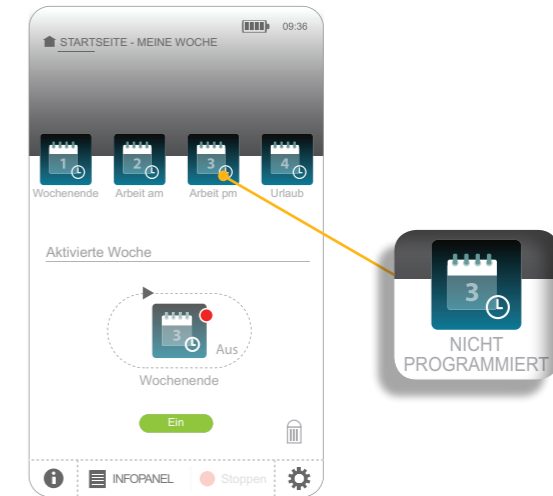 09:36
STARTSEITE - MEINE WOCHE
1
2
3
4
Wochenende
Arbeit am
Arbeit pm
Urlaub
Aktivierte Woche
3
Aus
Wochenende
Ein
3
NICHT
PROGRAMMIERT
INFOPANEL
Stoppen